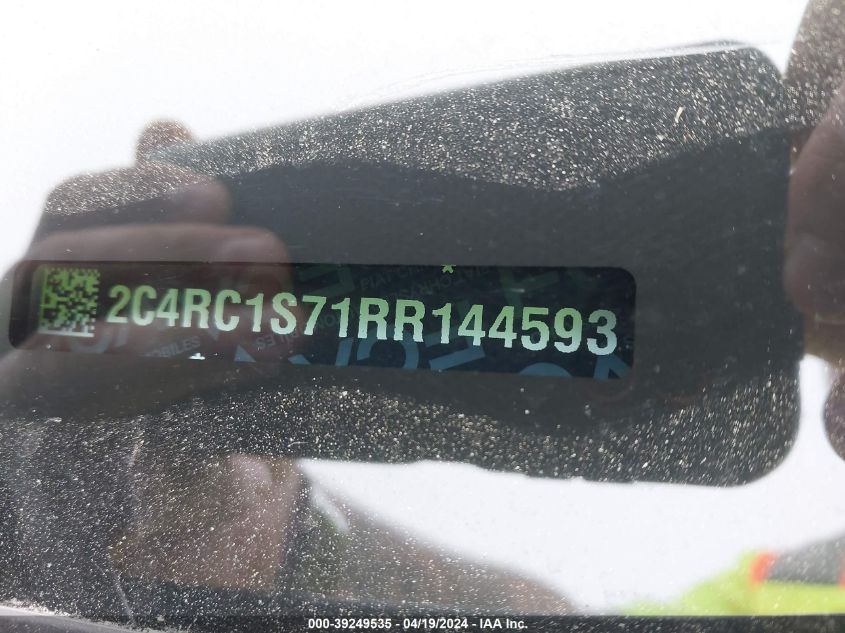 2C4RC1S71RR144593
000-39249535 - 04/19/2024 - IAA Inc.